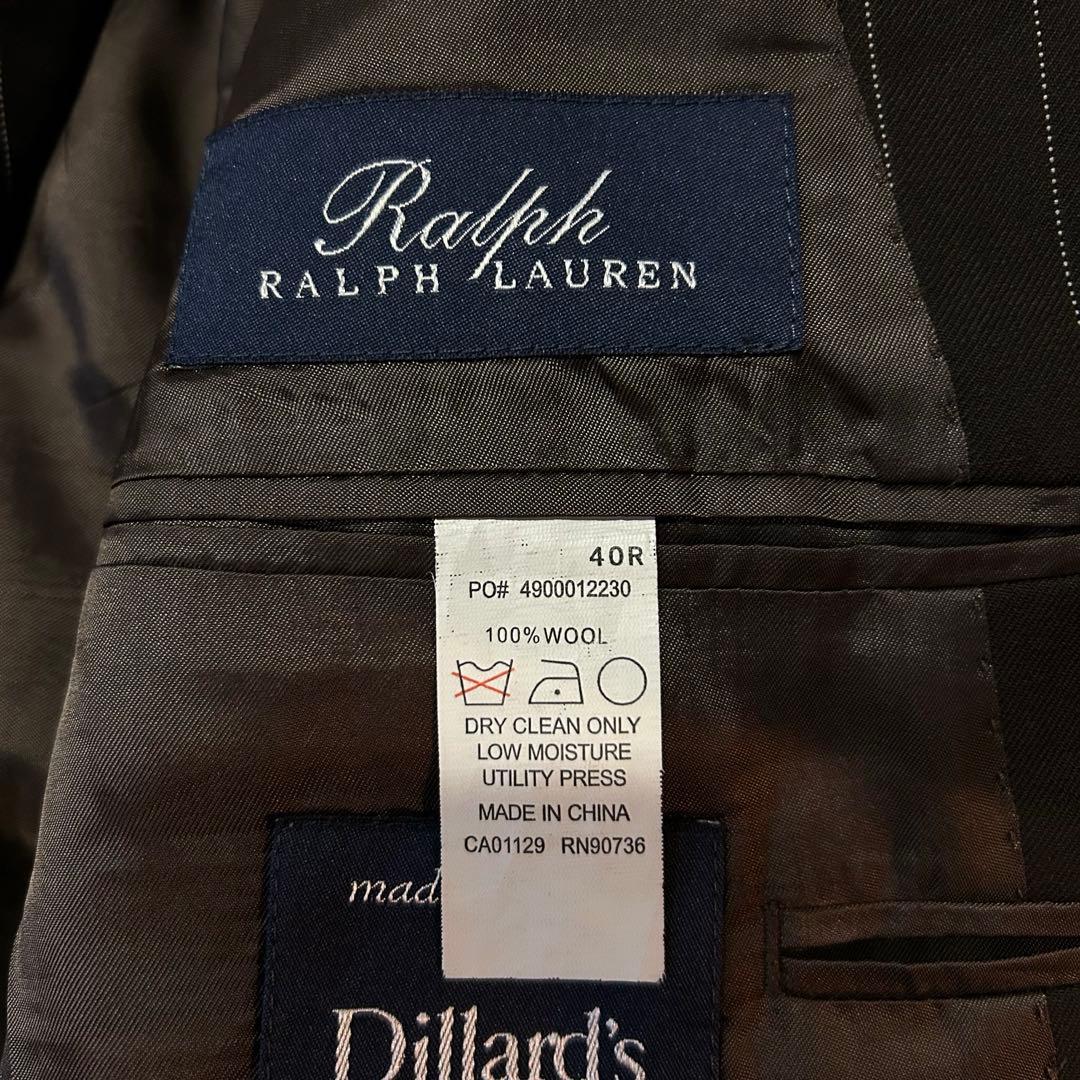 Ralph
RALPH LAUREN
40R
PO# 4900012230
100% WOOL
DRY CLEAN ONLY
LOW MOISTURE
UTILITY PRESS
MADE IN CHINA
CA01129 RN90736
mad
Dillard's